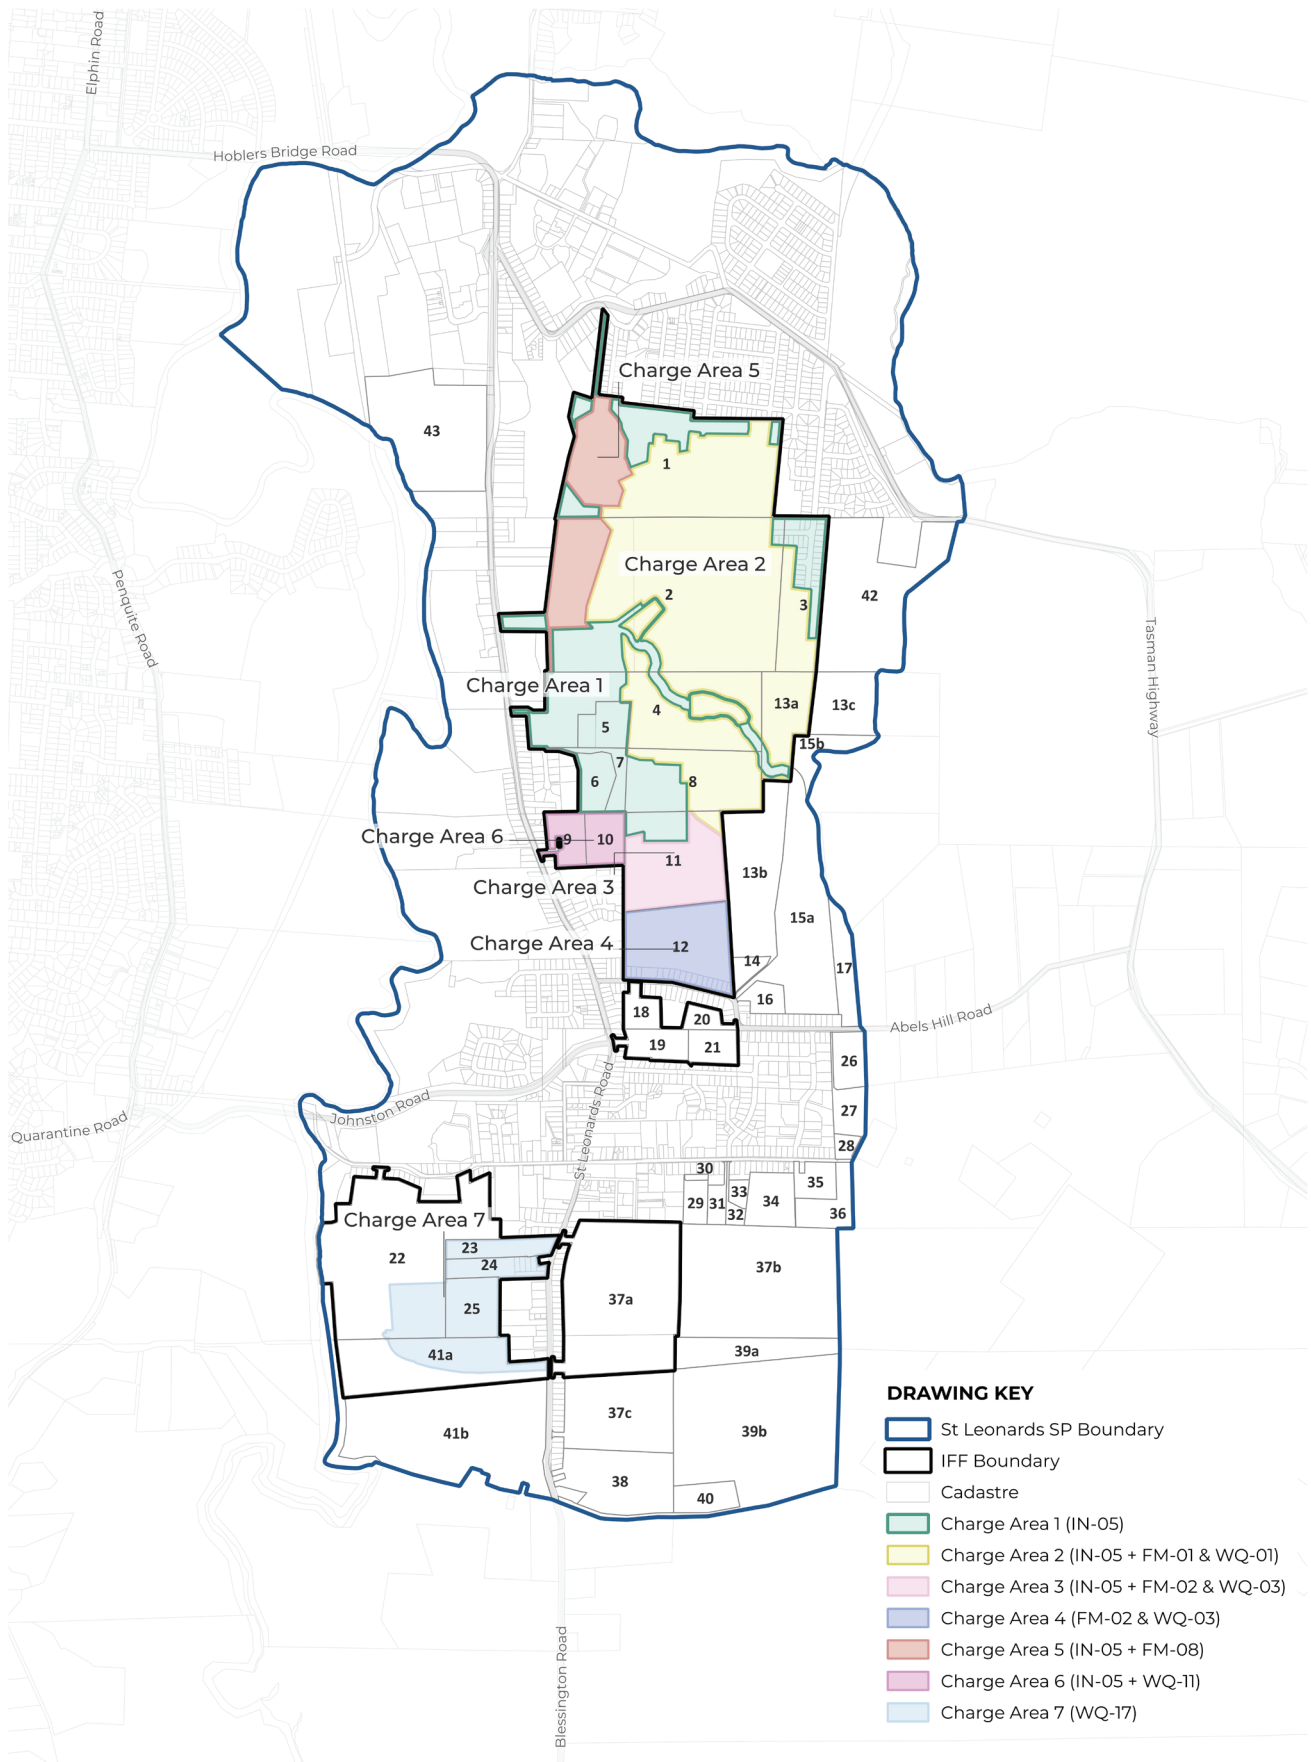 Elphin Road
Hoblers Bridge Road
Charge Area 5
43
1
Charge Area 2
2
3
42
Penquite Road
Tasman Highway
Charge Area 1
4
13a
13c
5
15b
7
6
8
Charge Area 6
9
10
11
13b
Charge Area 3
15a
Charge Area 4
12
14
17
16
18
20
Abels Hill Road
19
21
26
St Leonards Road
Johnston Road
27
Quarantine Road
28
30
35
33
29
31
34
32
36
Charge Area 7
23
22
24
37b
25
37a
41a
39a
DRAWING KEY
St Leonards SP Boundary
IFF Boundary
Cadastre
Charge Area 1 (IN-05)
Charge Area 2 (IN-05 + FM-01 & WQ-01)
Charge Area 3 (IN-05 + FM-02 & WQ-03)
Charge Area 4 (FM-02 & WQ-03)
Charge Area 5 (IN-05 + FM-08)
Charge Area 6 (IN-05 + WQ-11)
Charge Area 7 (WQ-17)
37c
41b
39b
38
40
Blessington Road